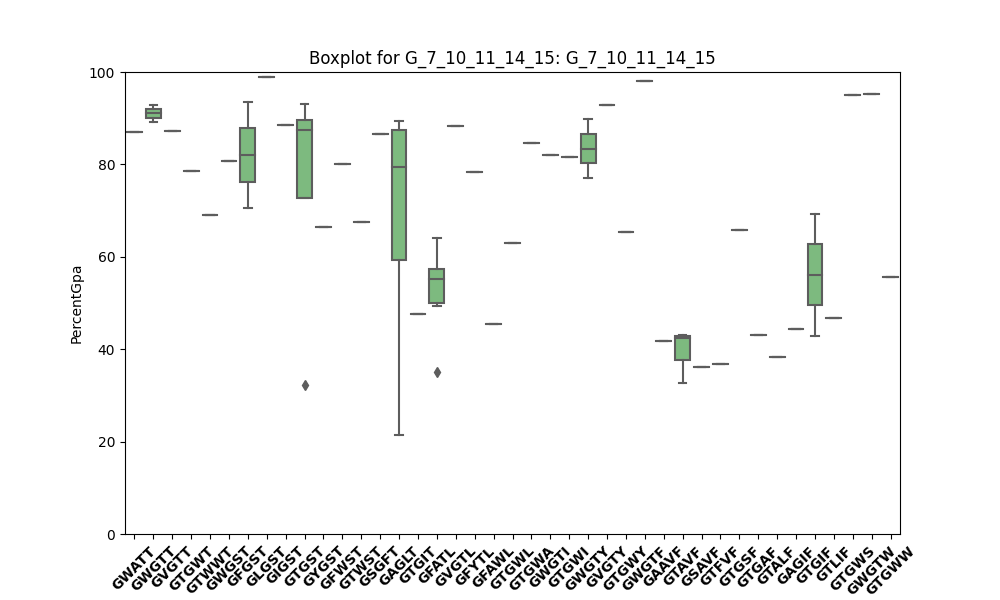 Boxplot for G_7_10_11_14_15: G_7_10_11_14_15
PercentGpa
100
80
60
40
20
0
GWATT
GWGTT
GVGTT
GTGWT
GTWWT
GWGST
GFGST
GLGST
GIGST
GTGST
GYGST
GFWST
GTWST
GSGFT
GAGLT
GTGIT
GFATL
GVGTL
GFYTL
GFAWL
GTGWL
GTGWA
GWGTI
GTGWI
GWGTY
GVGTY
GTGWY
GWGTF
GAAVF
GTAVF
GSAVF
GTFVF
GTGSF
GTGAF
GTALF
GAGIF
GTGIF
GTLIF
GTGWS
GWGTW
GTGWW